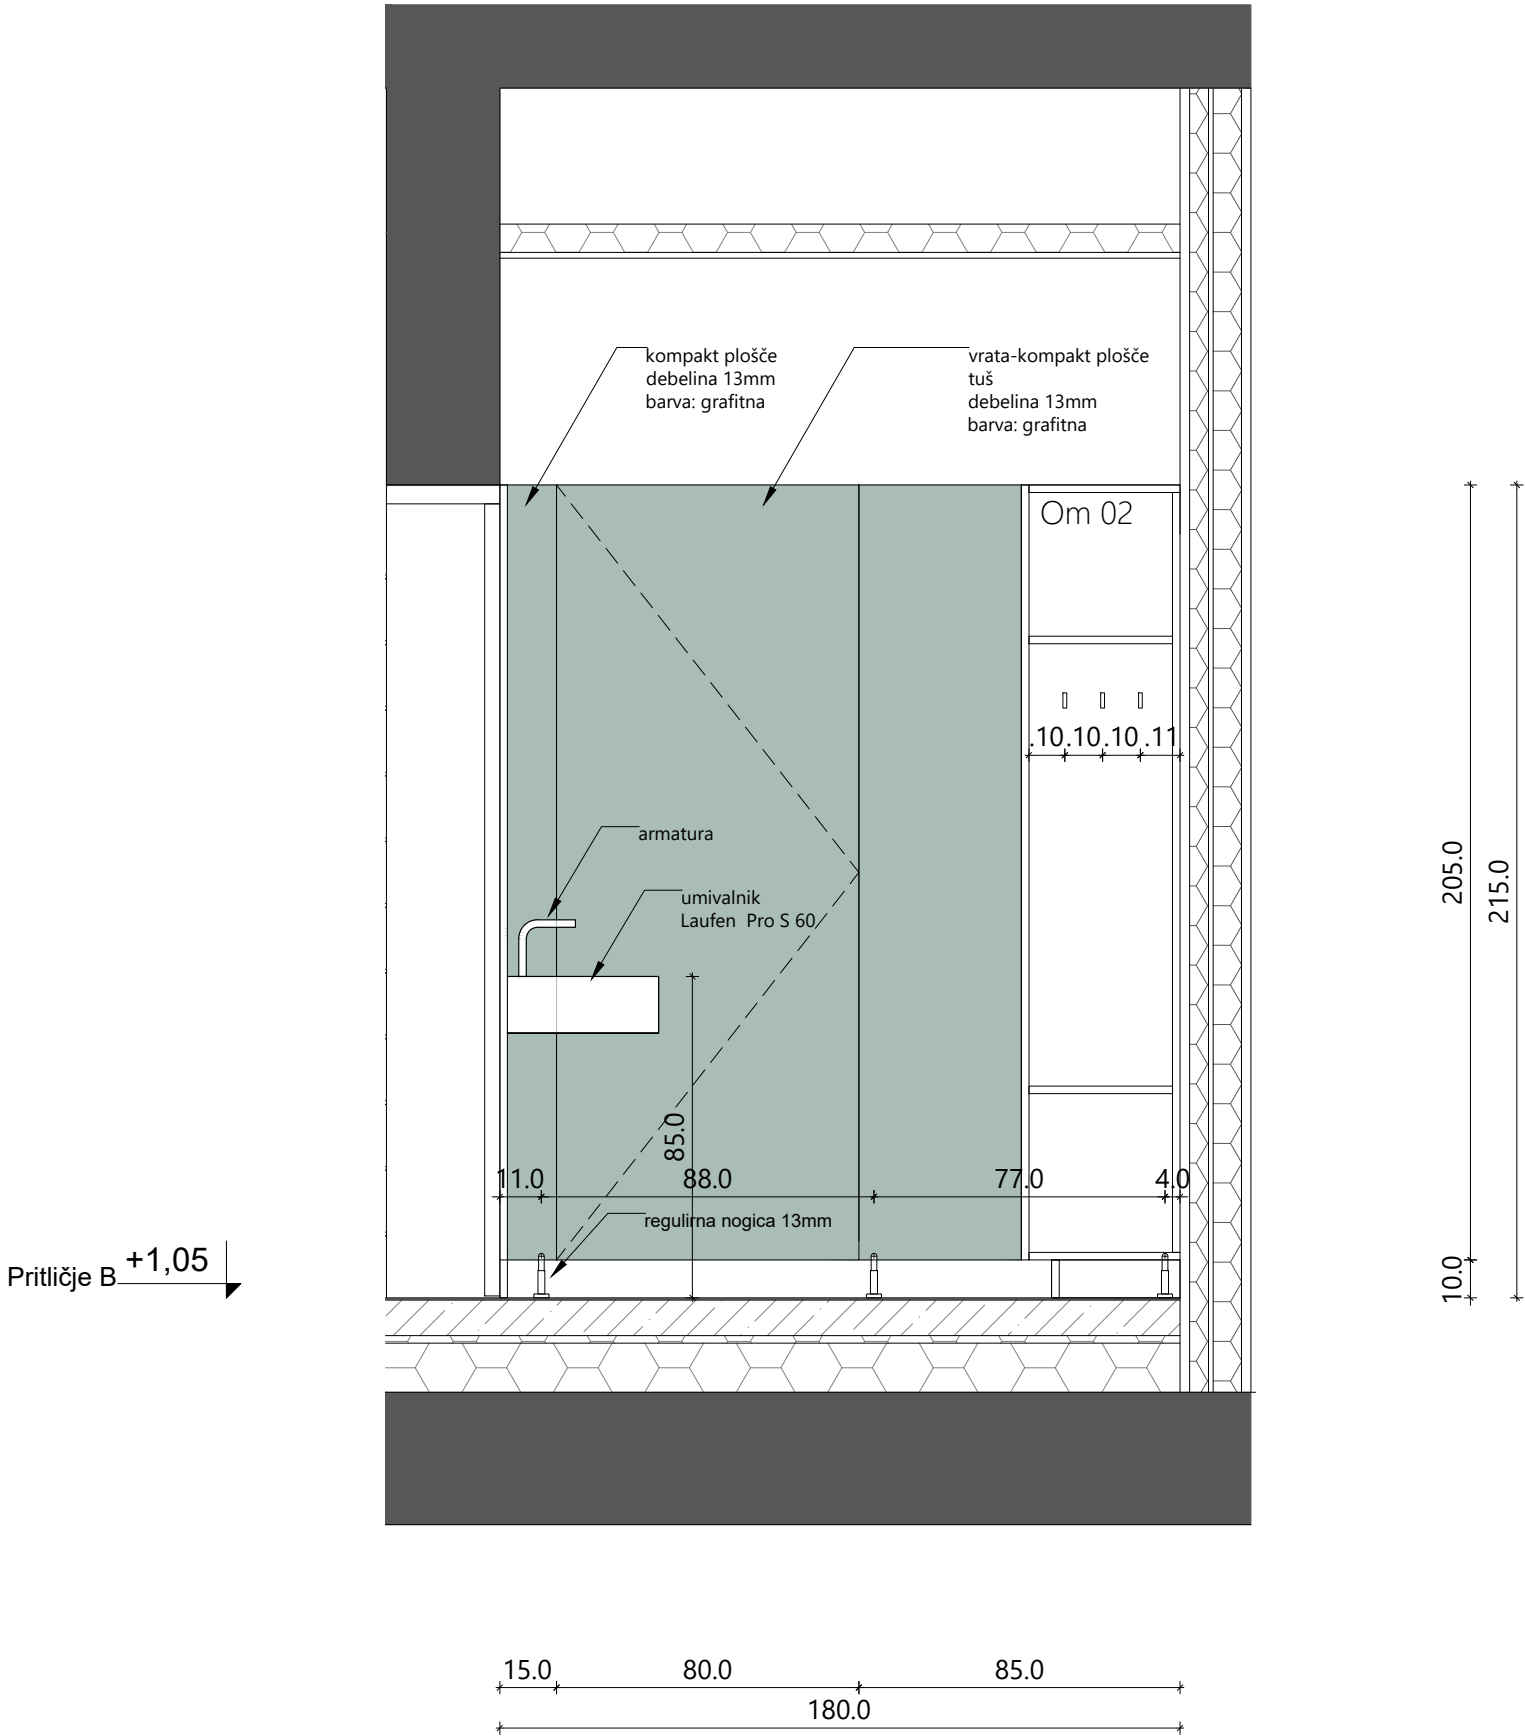 kompakt plošče
debelina 13mm
barva: grafitna
vrata-kompakt plošče
tuš
debelina 13mm
barva: grafitna
Om 02
.10 .10 .10 .11
armatura
umivalnik
Laufen Pro S 60
205.0
215.0
85.0
11.0 88.0 77.0 4.0
regulirna nogica 13mm
Pritličje B +1,05
10.0
15.0 80.0 85.0
180.0